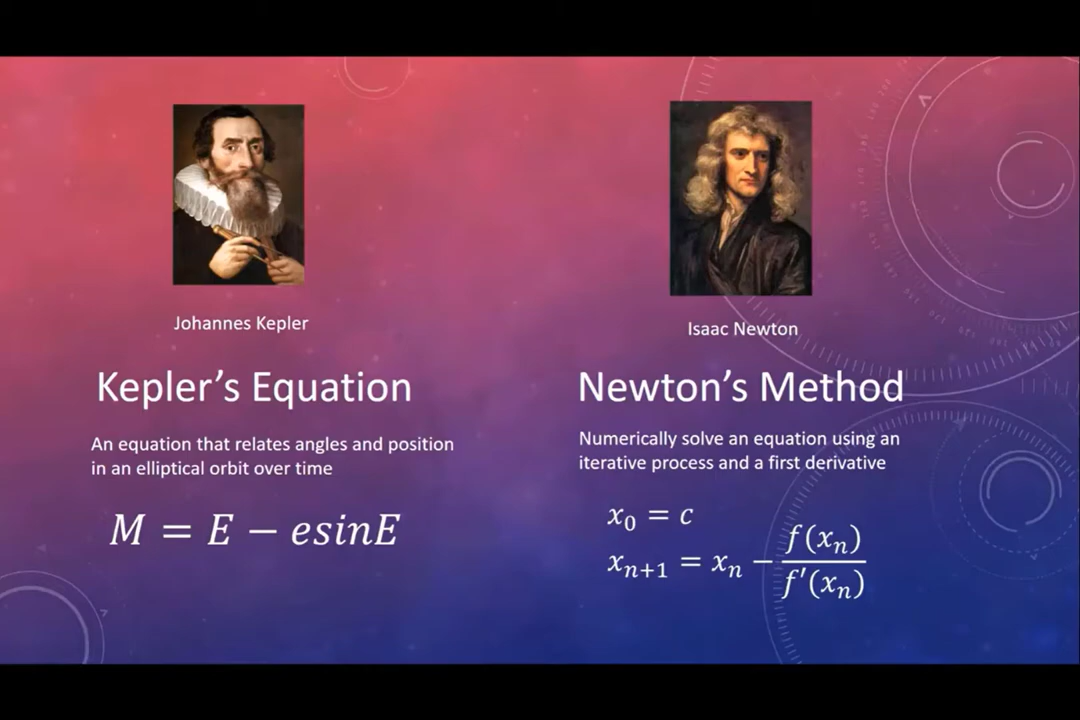 Johannes Kepler
Kepler's Equation
An equation that relates angles and position
in an elliptical orbit over time
M = E − esinE
Isaac Newton
Newton's Method
Numerically solve an equation using an
iterative process and a first derivative
x₀ = c
xₙ₊₁ = xₙ − f(xₙ)/f′(xₙ)